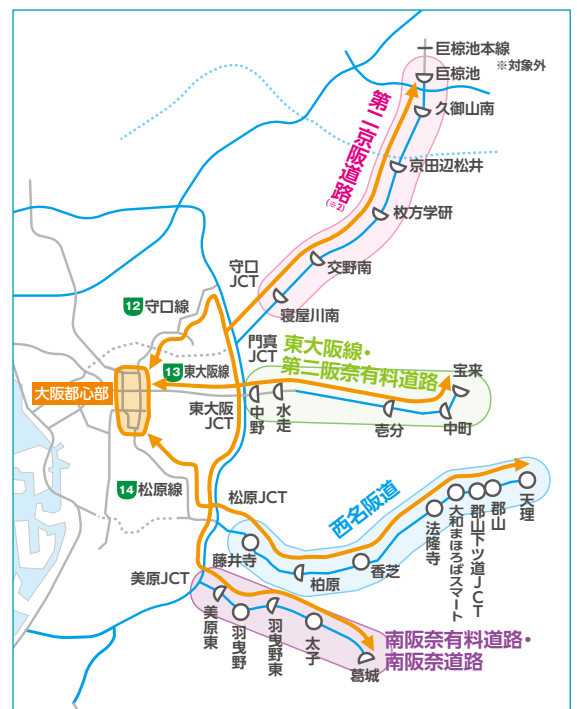 巨椋池本線
※対象外
巨椋池
久御山南
第二京阪道路
(※2)
京田辺松井
枚方学研
交野南
守口
JCT
寝屋川南
12 守口線
門真
JCT
東大阪線・
第二阪奈有料道路
宝来
13 東大阪線
大阪都心部
東大阪
JCT
中野
水走
壱分
中町
14 松原線
松原JCT
西名阪道
天理
郡山
郡山下ツ道JCT
大和まほろばスマート
法隆寺
藤井寺
柏原
香芝
美原JCT
美原東
羽曳野
羽曳野東
太子
葛城
南阪奈有料道路・
南阪奈道路